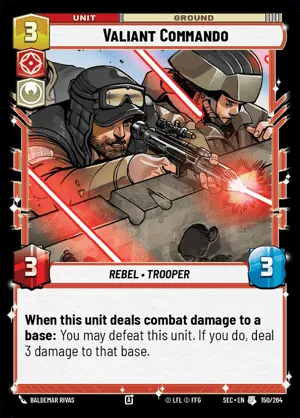 UNIT
GROUND
3
VALIANT COMMANDO
3
3
REBEL • TROOPER
When this unit deals combat damage to a
base: You may defeat this unit. If you do, deal
3 damage to that base.
BALDEMAR RIVAS
© LFL © FFG
SEC • EN
150/264